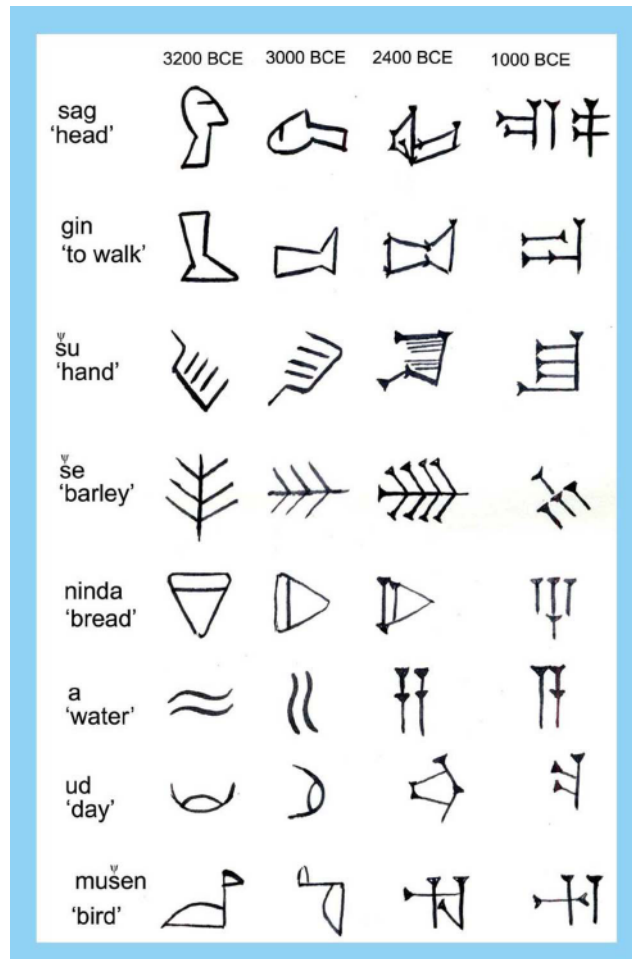 3200 BCE 3000 BCE 2400 BCE 1000 BCE
sag
‘head’
gin
‘to walk’
šu
‘hand’
še
‘barley’
ninda
‘bread’
a
‘water’
ud
‘day’
mušen
‘bird’